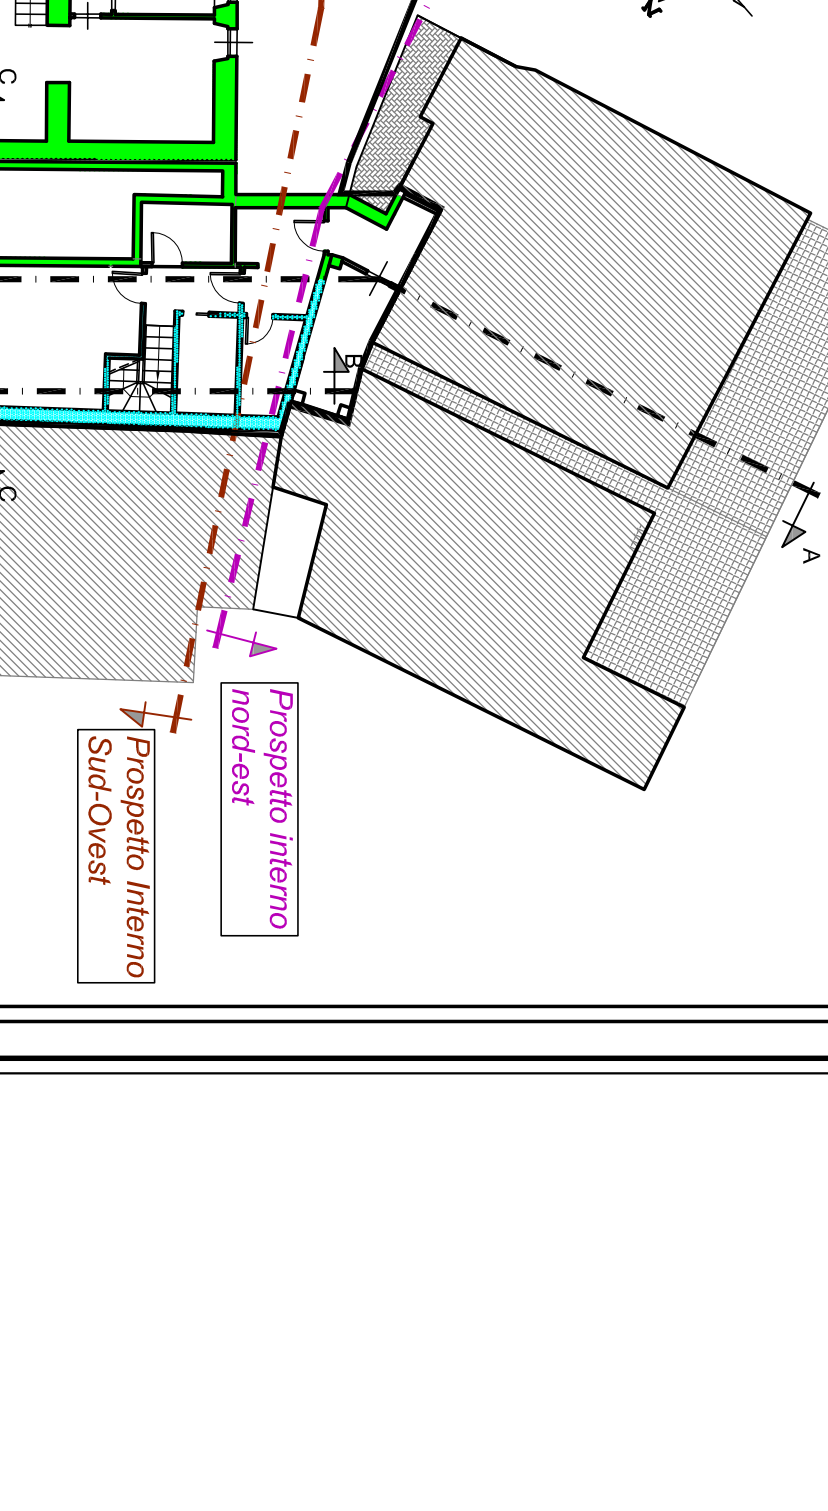 Prospetto interno
nord-est
Prospetto Interno
Sud-Ovest
A
B
C
C